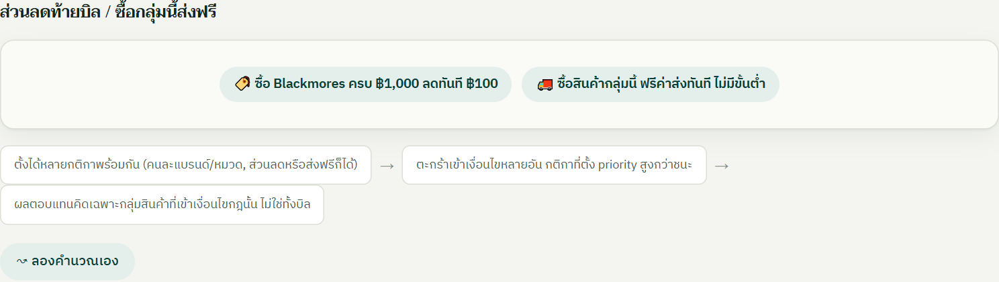 ส่วนลดท้ายบิล / ซื้อกลุ่มนี้ส่งฟรี
🏷️ ซื้อ Blackmores ครบ ฿1,000 ลดทันที ฿100
🚚 ซื้อสินค้ากลุ่มนี้ ฟรีค่าส่งทันที ไม่มีขั้นต่ำ
ตั้งได้หลายกติกาพร้อมกัน (คนละแบรนด์/หมวด, ส่วนลดหรือส่งฟรีก็ได้) →
ตะกร้าเข้าเงื่อนไขหลายอัน กติกาที่ตั้ง priority สูงกว่าชนะ →
ผลตอบแทนคิดเฉพาะกลุ่มสินค้าที่เข้าเงื่อนไขกฎนั้น ไม่ใช่ทั้งบิล
↝ ลองคำนวณเอง